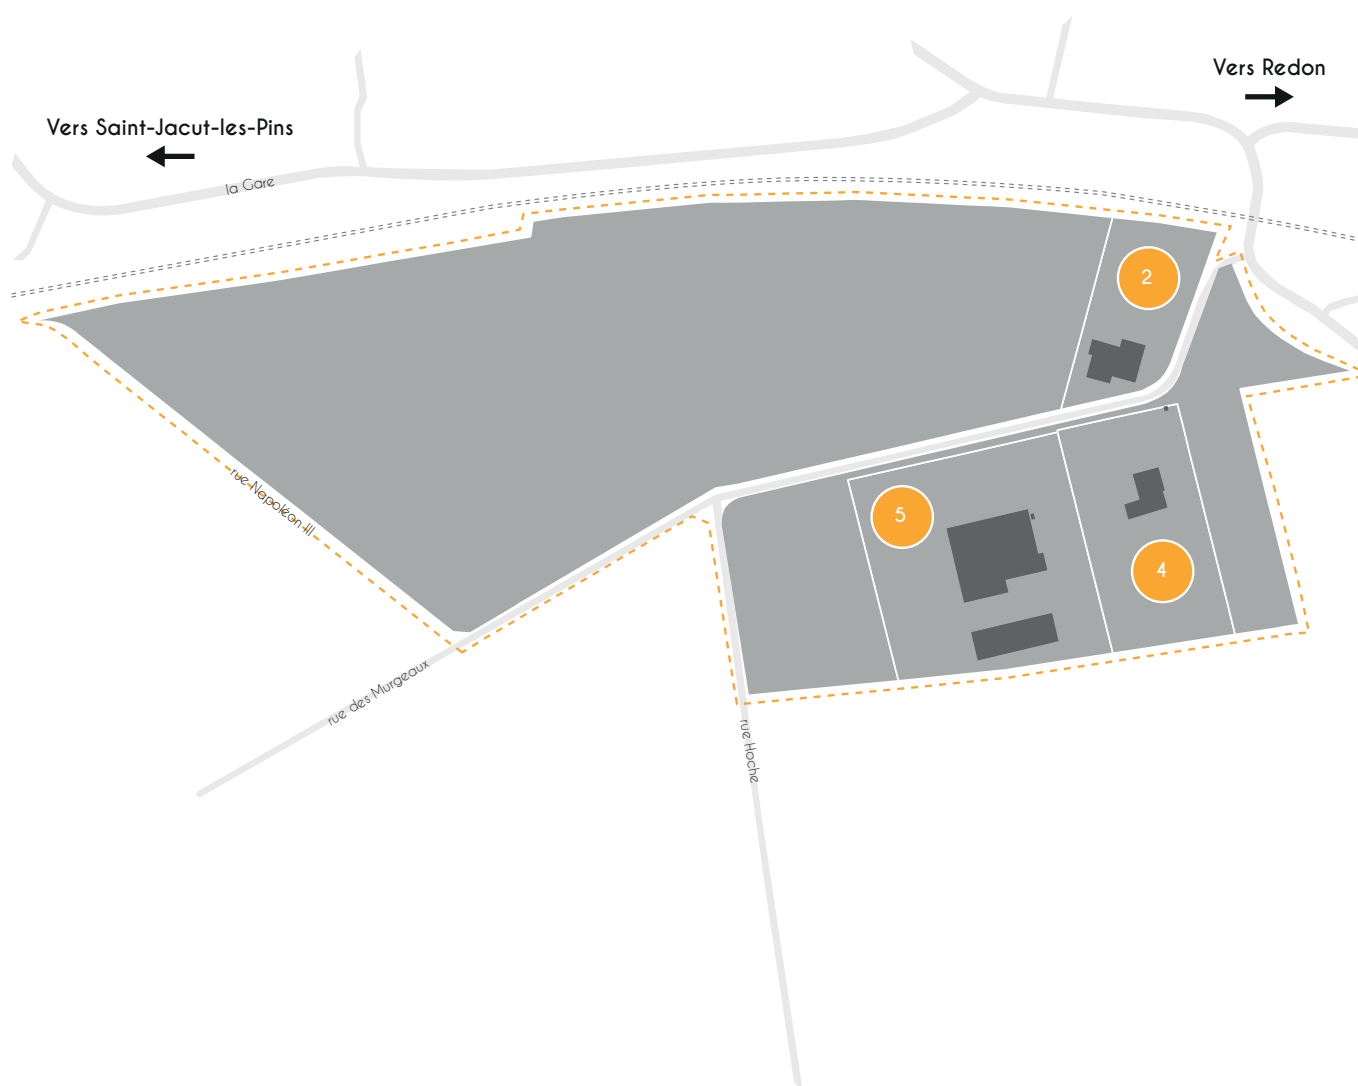 Vers Redon
Vers Saint-Jacut-les-Pins
la Gare
2
rue Napoléon III
5
4
rue des Murgeaux
rue Hoche